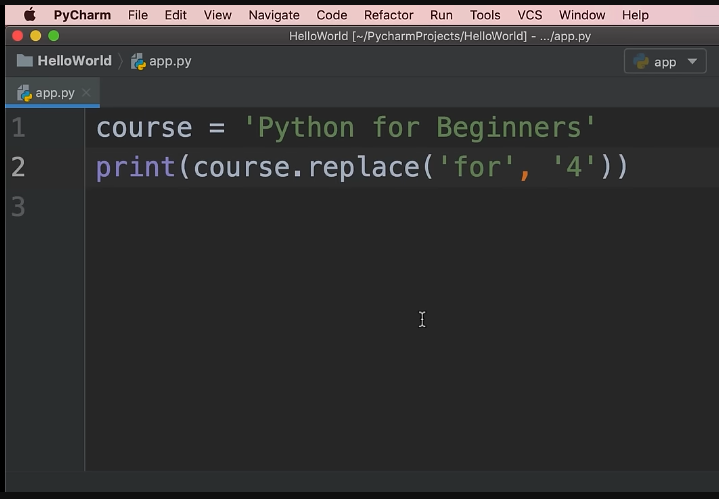 PyCharm File Edit View Navigate Code Refactor Run Tools VCS Window Help
HelloWorld [~/PycharmProjects/HelloWorld] - .../app.py
HelloWorld app.py app
app.py
1 course = 'Python for Beginners'
2 print(course.replace('for', '4'))
3